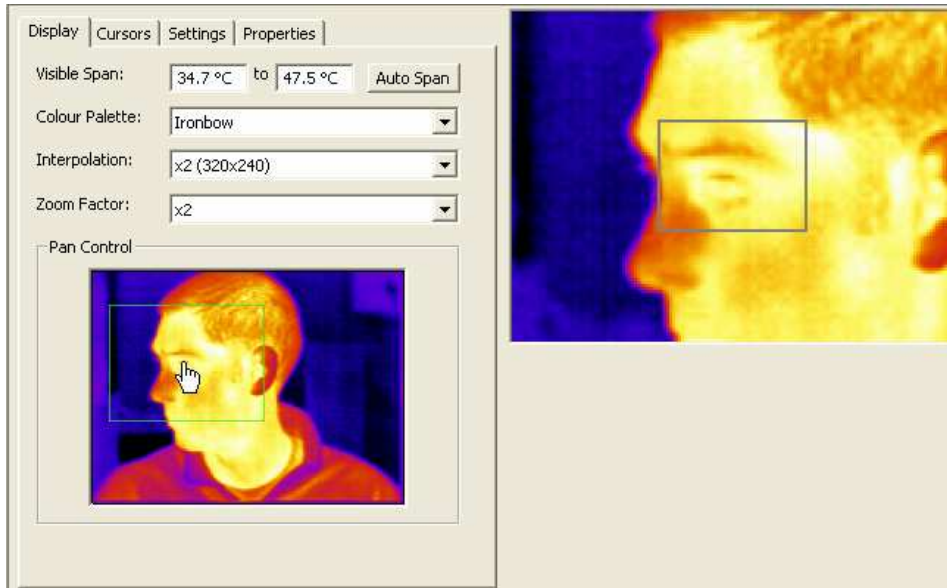 Display Cursors Settings Properties
Visible Span: 34.7 °C to 47.5 °C Auto Span
Colour Palette: Ironbow
Interpolation: x2 (320x240)
Zoom Factor: x2
Pan Control